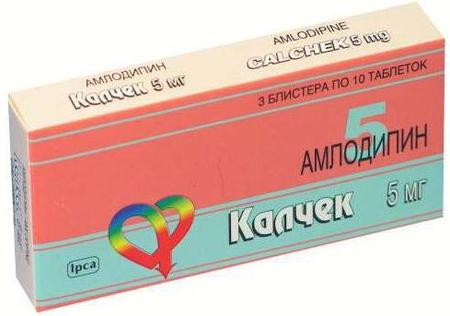 АМЛОДИПИН
Калчек 5 мг
AMLODIPINE
CALCHEK 5 mg
3 БЛИСТЕРА ПО 10 ТАБЛЕТОК
5
АМЛОДИПИН
Калчек 5 мг
Ipca